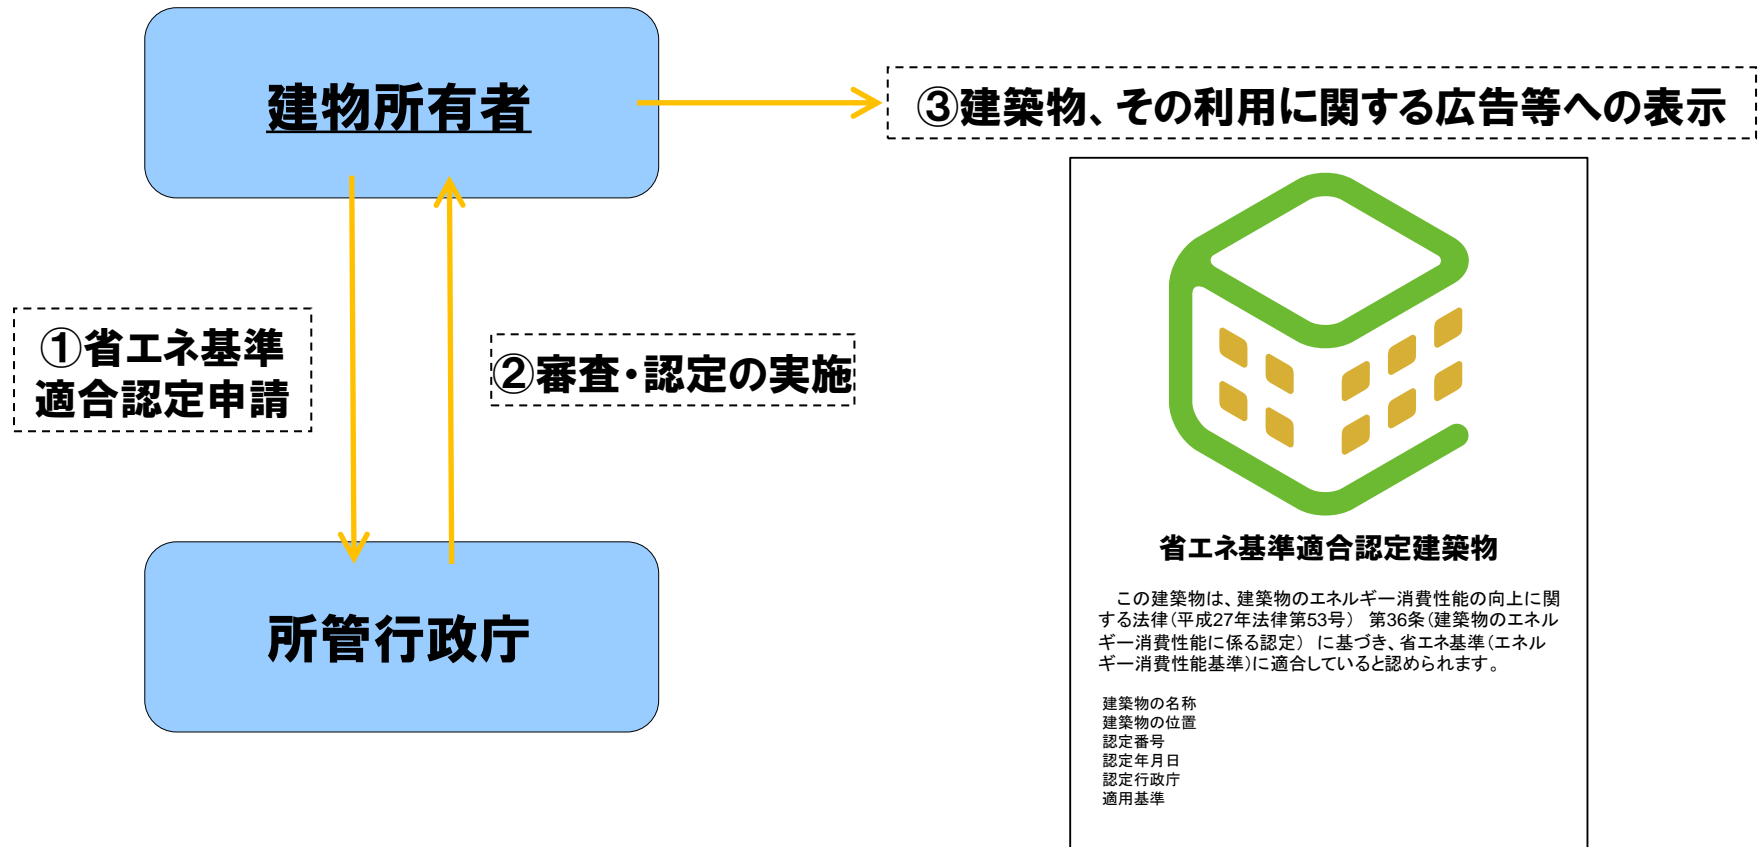 建物所有者
③建築物、その利用に関する広告等への表示
①省エネ基準
適合認定申請
②審査・認定の実施
所管行政庁
省エネ基準適合認定建築物
この建築物は、建築物のエネルギー消費性能の向上に関
する法律(平成27年法律第53号) 第36条(建築物のエネル
ギー消費性能に係る認定) に基づき、省エネ基準(エネル
ギー消費性能基準)に適合していると認められます。
建築物の名称
建築物の位置
認定番号
認定年月日
認定行政庁
適用基準